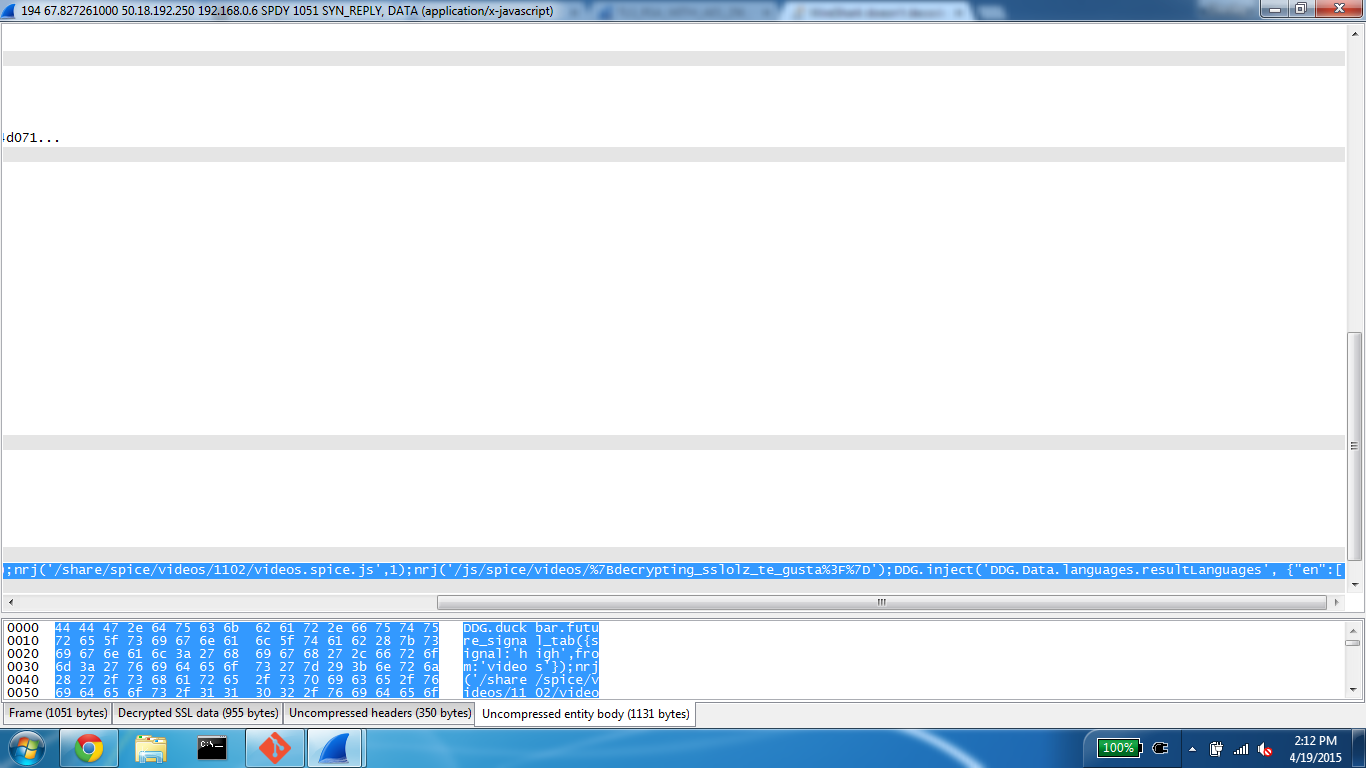 194 67.827261000 50.18.192.250 192.168.0.6 SPDY 1051 SYN_REPLY, DATA (application/x-javascript)
4d071...
);nrj('/share/spice/videos/1102/videos.spice.js',1);nrj('/js/spice/videos/%7Bdecrypting_sslolz_te_gusta%3F%7D');DDG.inject('DDG.Data.languages.resultLanguages', {"en":[
0000 44 44 47 2e 64 75 63 6b 62 61 72 2e 66 75 74 75 DDG.duck bar.futu
0010 72 65 5f 73 69 67 6e 61 6c 5f 74 61 62 28 7b 73 re_signa l_tab({s
0020 69 67 6e 61 6c 3a 27 68 69 67 68 27 2c 66 72 6f ignal:'h igh',fro
0030 6d 3a 27 76 69 64 65 6f 73 27 7d 29 3b 6e 72 6a m:'video s'});nrj
0040 28 27 2f 73 68 61 72 65 2f 73 70 69 63 65 2f 76 ('/share /spice/v
0050 69 64 65 6f 73 2f 31 31 30 32 2f 76 69 64 65 6f ideos/11 02/video
Frame (1051 bytes) Decrypted SSL data (955 bytes) Uncompressed headers (350 bytes) Uncompressed entity body (1131 bytes)
C:\_
100%
2:12 PM
4/19/2015